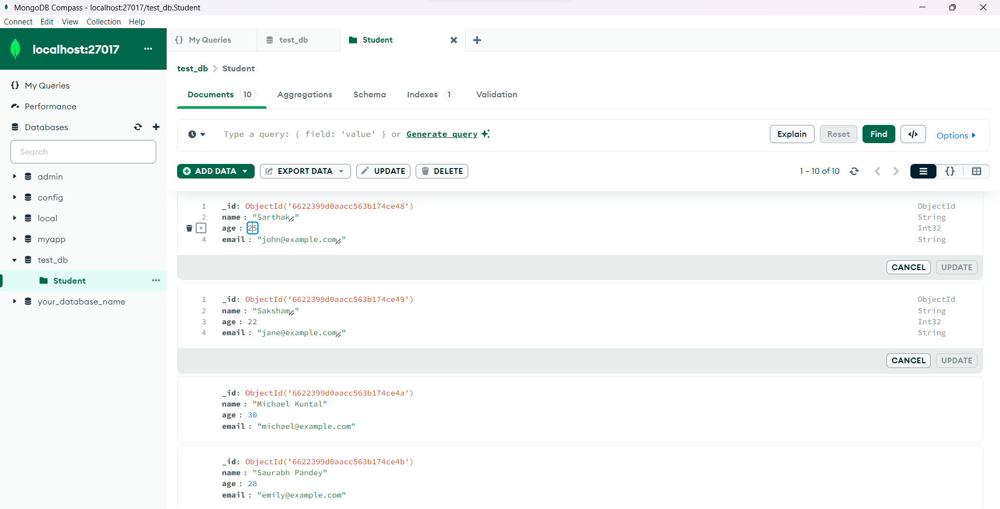 MongoDB Compass - localhost:27017/test_db.Student
Connect Edit View Collection Help
localhost:27017 ···
{} My Queries
Performance
Databases
Search
admin
config
local
myapp
test_db
Student ···
your_database_name
{} My Queries test_db Student
test_db > Student
Documents 10 Aggregations Schema Indexes 1 Validation
Type a query: { field: 'value' } or Generate query
Explain Reset Find </> Options
ADD DATA EXPORT DATA UPDATE DELETE 1 – 10 of 10 {}
1 _id: ObjectId('6622399d0aacc563b174ce48') ObjectId
2 name : "Sarthak" String
+ age : 25 Int32
4 email : "john@example.com" String
CANCEL UPDATE
1 _id: ObjectId('6622399d0aacc563b174ce49') ObjectId
2 name : "Saksham" String
3 age : 22 Int32
4 email : "jane@example.com" String
CANCEL UPDATE
_id: ObjectId('6622399d0aacc563b174ce4a')
name : "Michael Kuntal"
age : 30
email : "michael@example.com"
_id: ObjectId('6622399d0aacc563b174ce4b')
name : "Saurabh Pandey"
age : 28
email : "emily@example.com"